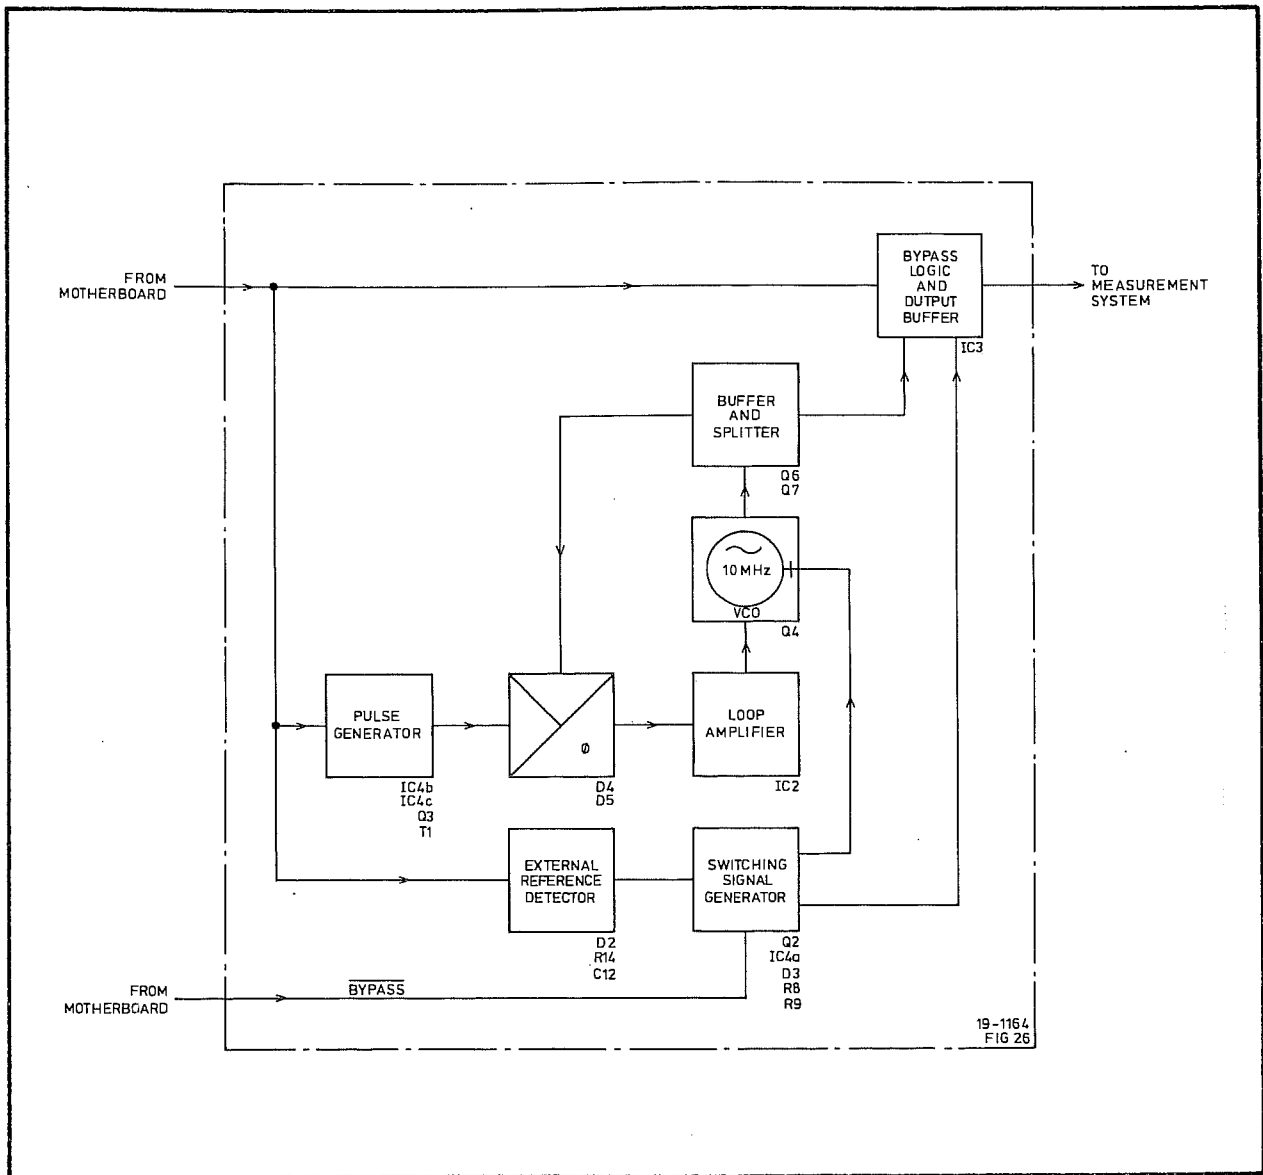 FROM
MOTHERBOARD
BYPASS
LOGIC
AND
OUTPUT
BUFFER
IC3
TO
MEASUREMENT
SYSTEM
BUFFER
AND
SPLITTER
Q6
Q7
10 MHz
VCO
Q4
PULSE
GENERATOR
IC4b
IC4c
Q3
T1
Ø
D4
D5
LOOP
AMPLIFIER
IC2
EXTERNAL
REFERENCE
DETECTOR
D2
R14
C12
SWITCHING
SIGNAL
GENERATOR
Q2
IC4a
D3
R8
R9
FROM
MOTHERBOARD
BYPASS
19-1164
FIG 26